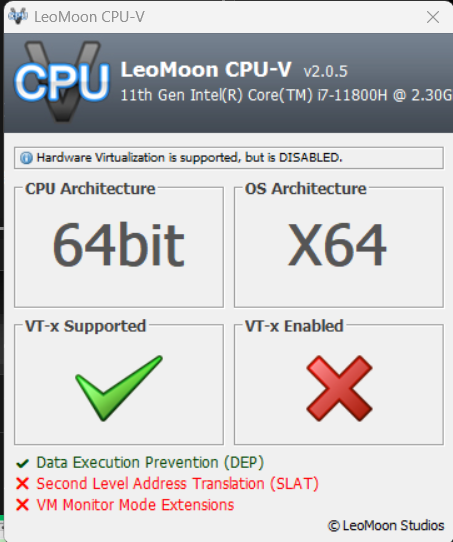 LeoMoon CPU-V
CPU
LeoMoon CPU-V v2.0.5
11th Gen Intel(R) Core(TM) i7-11800H @ 2.30G
Hardware Virtualization is supported, but is DISABLED.
CPU Architecture
64bit
OS Architecture
X64
VT-x Supported
VT-x Enabled
Data Execution Prevention (DEP)
Second Level Address Translation (SLAT)
VM Monitor Mode Extensions
© LeoMoon Studios